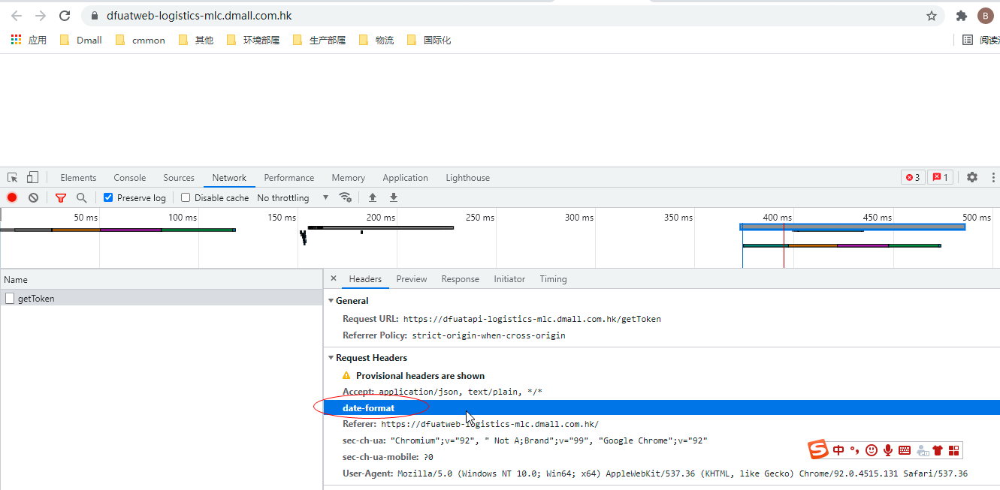 dfuatweb-logistics-mlc.dmall.com.hk
B
应用 Dmall cmmon 其他 环境部属 生产部属 物流 国际化
Elements Console Sources Network Performance Memory Application Lighthouse 3 1
Preserve log Disable cache No throttling
50 ms 100 ms 150 ms 200 ms 250 ms 300 ms 350 ms 400 ms 450 ms 500 ms
Name
× Headers Preview Response Initiator Timing
getToken
General
Request URL: https://dfuatapi-logistics-mlc.dmall.com.hk/getToken
Referrer Policy: strict-origin-when-cross-origin
Request Headers
Provisional headers are shown
Accept: application/json, text/plain, */*
date-format
Referer: https://dfuatweb-logistics-mlc.dmall.com.hk/
sec-ch-ua: "Chromium";v="92", " Not A;Brand";v="99", "Google Chrome";v="92"
sec-ch-ua-mobile: ?0
S 中 °,
User-Agent: Mozilla/5.0 (Windows NT 10.0; Win64; x64) AppleWebKit/537.36 (KHTML, like Gecko) Chrome/92.0.4515.131 Safari/537.36